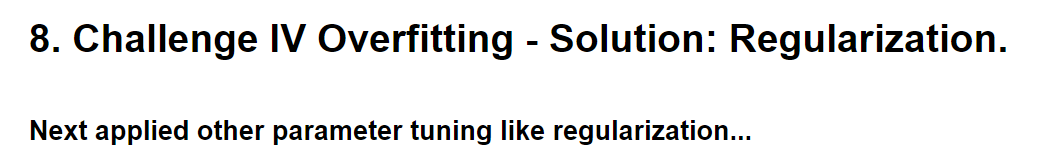 8. Challenge IV Overfitting - Solution: Regularization.
Next applied other parameter tuning like regularization...